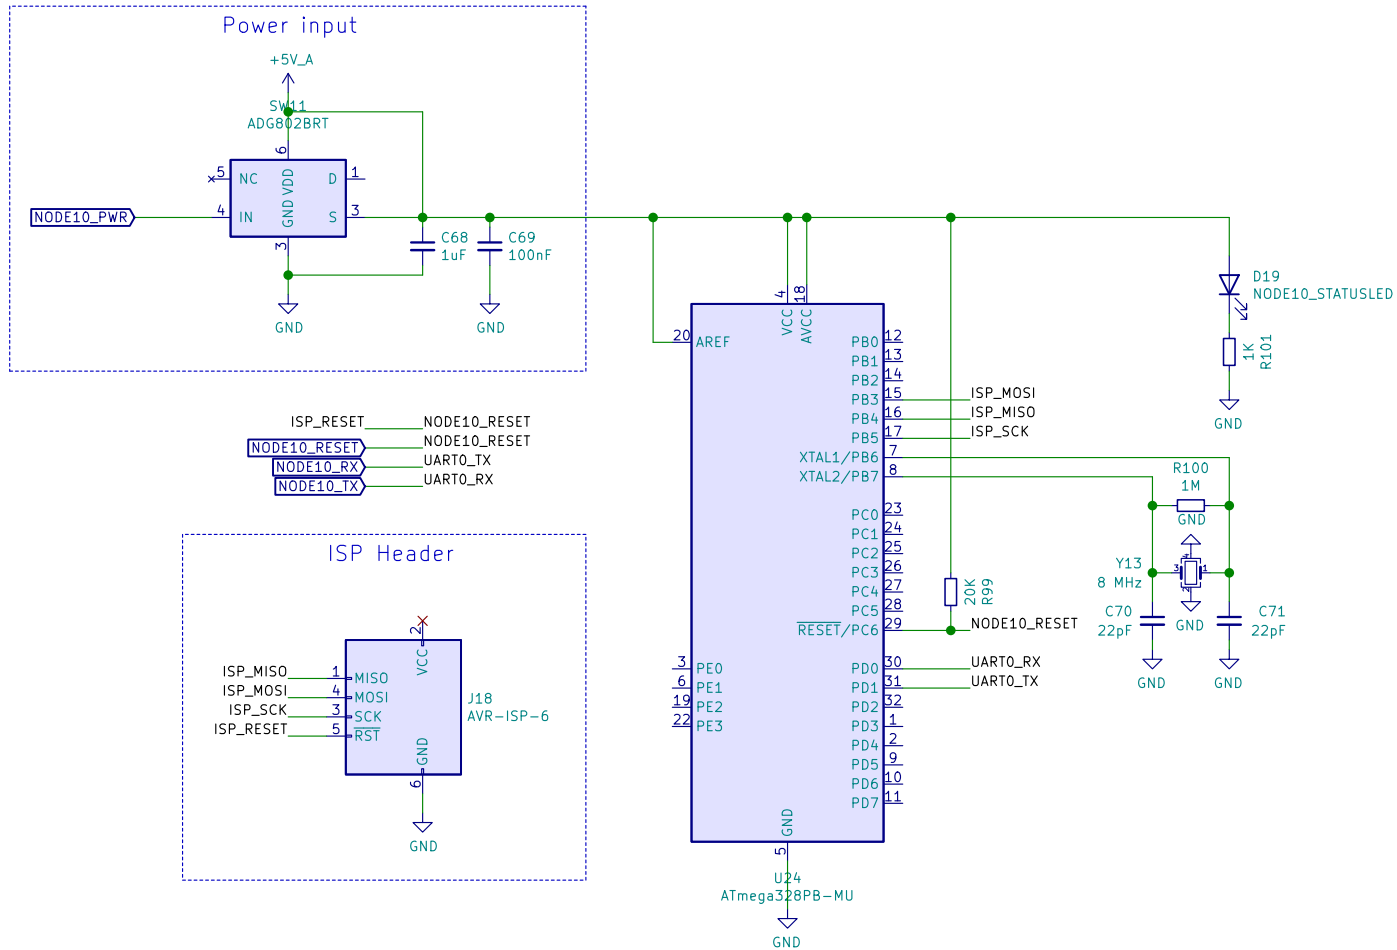 Power input
+5V_A
SW11
ADG802BRT
6
5
NC
VDD
D
1
NODE10_PWR
4
IN
GND
S
3
3
C68
1uF
C69
100nF
GND
GND
D19
NODE10_STATUSLED
1K
R101
GND
4
18
VCC
AVCC
20
AREF
PB0
12
PB1
13
PB2
14
PB3
15
ISP_MOSI
PB4
16
ISP_MISO
PB5
17
ISP_SCK
XTAL1/PB6
7
XTAL2/PB7
8
PC0
23
PC1
24
PC2
25
PC3
26
PC4
27
PC5
28
RESET/PC6
29
NODE10_RESET
20K
R99
3
PE0
6
PE1
19
PE2
22
PE3
PD0
30
UART0_RX
PD1
31
UART0_TX
PD2
32
PD3
1
PD4
2
PD5
9
PD6
10
PD7
11
GND
5
U24
ATmega328PB-MU
GND
R100
1M
GND
Y13
8 MHz
4
3
1
2
GND
C70
22pF
C71
22pF
GND
GND
ISP_RESET
NODE10_RESET
NODE10_RESET
NODE10_RESET
NODE10_RX
UART0_TX
NODE10_TX
UART0_RX
ISP Header
2
VCC
ISP_MISO
1
MISO
ISP_MOSI
4
MOSI
ISP_SCK
3
SCK
ISP_RESET
5
RST
J18
AVR-ISP-6
GND
6
GND